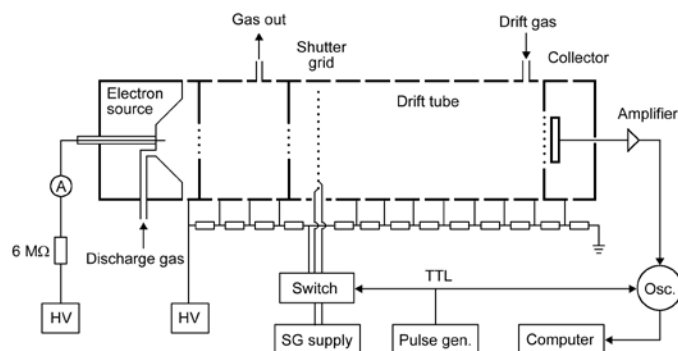 Gas out
Drift gas
Shutter
grid
Collector
Electron
source
Drift tube
Amplifier
A
6 MΩ
Discharge gas
HV
HV
Switch
TTL
Osc.
SG supply
Pulse gen.
Computer